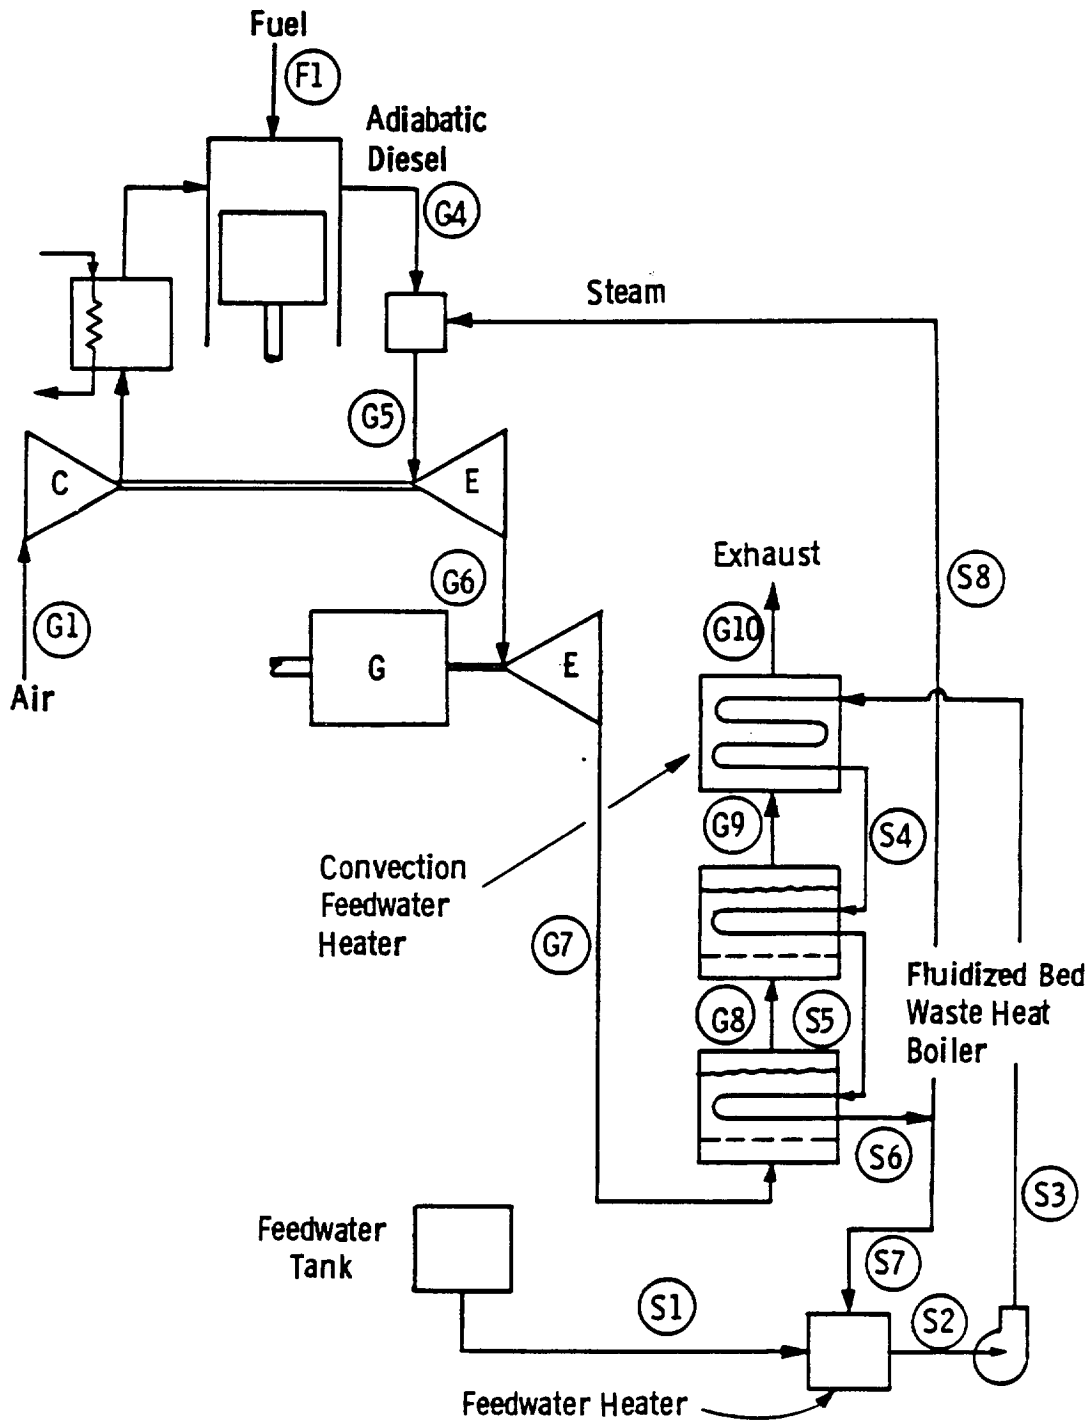 Fuel
F1
Adiabatic
Diesel
G4
Steam
G5
C
E
G6
Exhaust
S8
G1
G10
Air
G
E
G9
S4
Convection
Feedwater
Heater
G7
Fluidized Bed
Waste Heat
Boiler
G8
S5
S6
S3
Feedwater
Tank
S7
S1
S2
Feedwater Heater